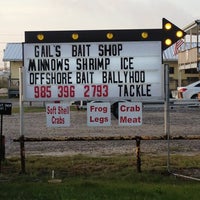 GAIL'S BAIT SHOP
MINNOWS SHRIMP ICE
OFFSHORE BAIT BALLYHOO
985 396 2793 TACKLE
Soft Shell Crabs
Frog Legs
Crab Meat